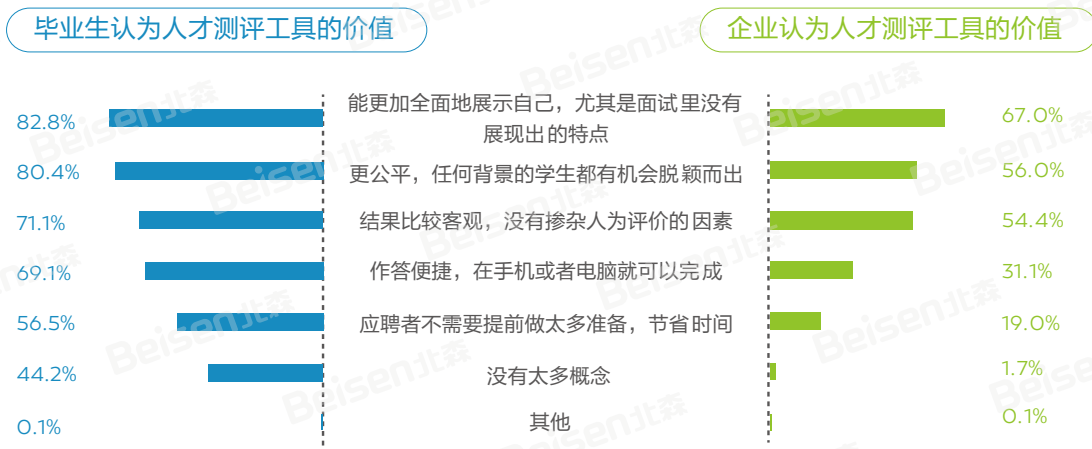 毕业生认为人才测评工具的价值
企业认为人才测评工具的价值
82.8%
能更加全面地展示自己，尤其是面试里没有
展现出的特点
67.0%
80.4%
更公平，任何背景的学生都有机会脱颖而出
56.0%
71.1%
结果比较客观，没有掺杂人为评价的因素
54.4%
69.1%
作答便捷，在手机或者电脑就可以完成
31.1%
56.5%
应聘者不需要提前做太多准备，节省时间
19.0%
44.2%
没有太多概念
1.7%
0.1%
其他
0.1%
Beisen北森